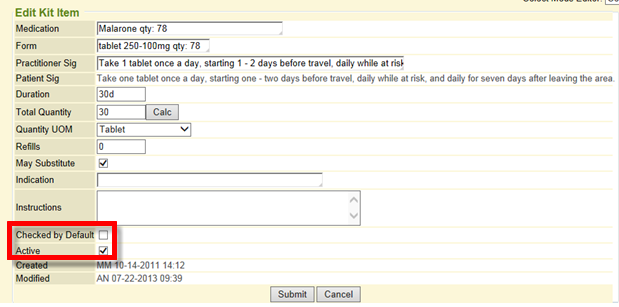 Edit Kit Item
Medication Malarone qty: 78
Form tablet 250-100mg qty: 78
Practitioner Sig Take 1 tablet once a day, starting 1 - 2 days before travel, daily while at risk
Patient Sig Take one tablet once a day, starting one - two days before travel, daily while at risk, and daily for seven days after leaving the area.
Duration 30d
Total Quantity 30 Calc
Quantity UOM Tablet
Refills 0
May Substitute
Indication
Instructions
Checked by Default
Active
Created MM 10-14-2011 14:12
Modified AN 07-22-2013 09:39
Submit Cancel